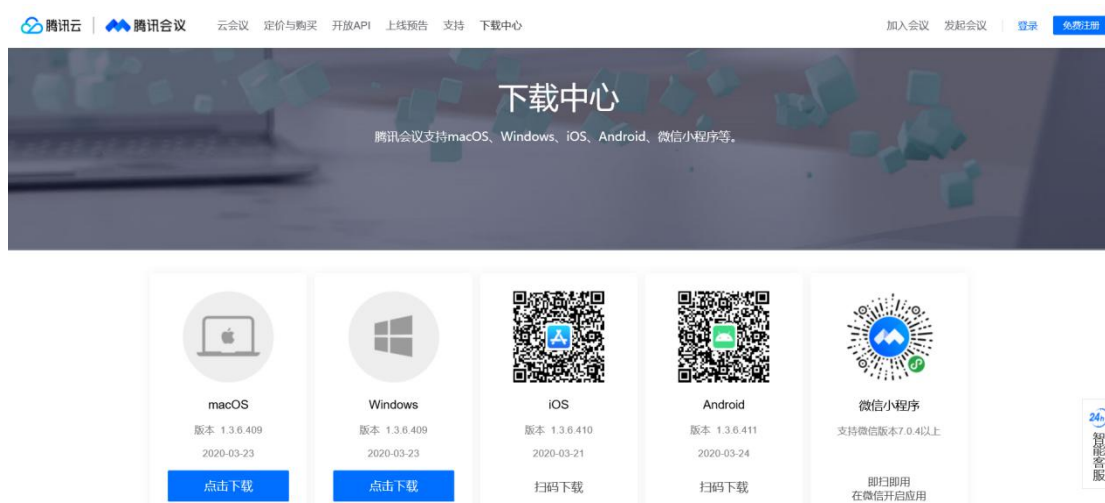 腾讯云 腾讯会议 云会议 定价与购买 开放API 上线预告 支持 下载中心 加入会议 发起会议 登录 免费注册
下载中心
腾讯会议支持macOS、Windows、iOS、Android、微信小程序等。
macOS Windows iOS Android 微信小程序
版本 1.3.6.409 版本 1.3.6.409 版本 1.3.6.410 版本 1.3.6.411 支持微信版本7.0.4以上
2020-03-23 2020-03-23 2020-03-21 2020-03-24
点击下载 点击下载 扫码下载 扫码下载 即扫即用
在微信开启应用
24h
智能客服